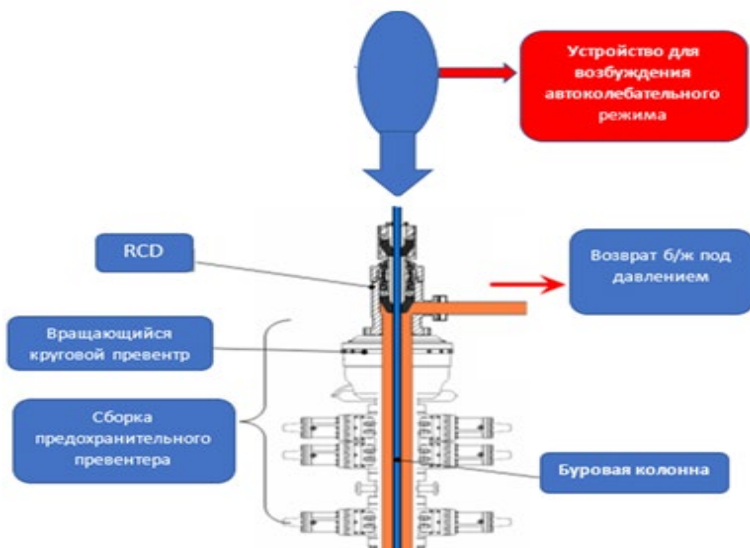 Устройство для
возбуждения
автоколебательного
режима
RCD
Возврат б/ж под
давлением
Вращающийся
круговой превентр
Сборка
предохранительного
превентера
Буровая колонна